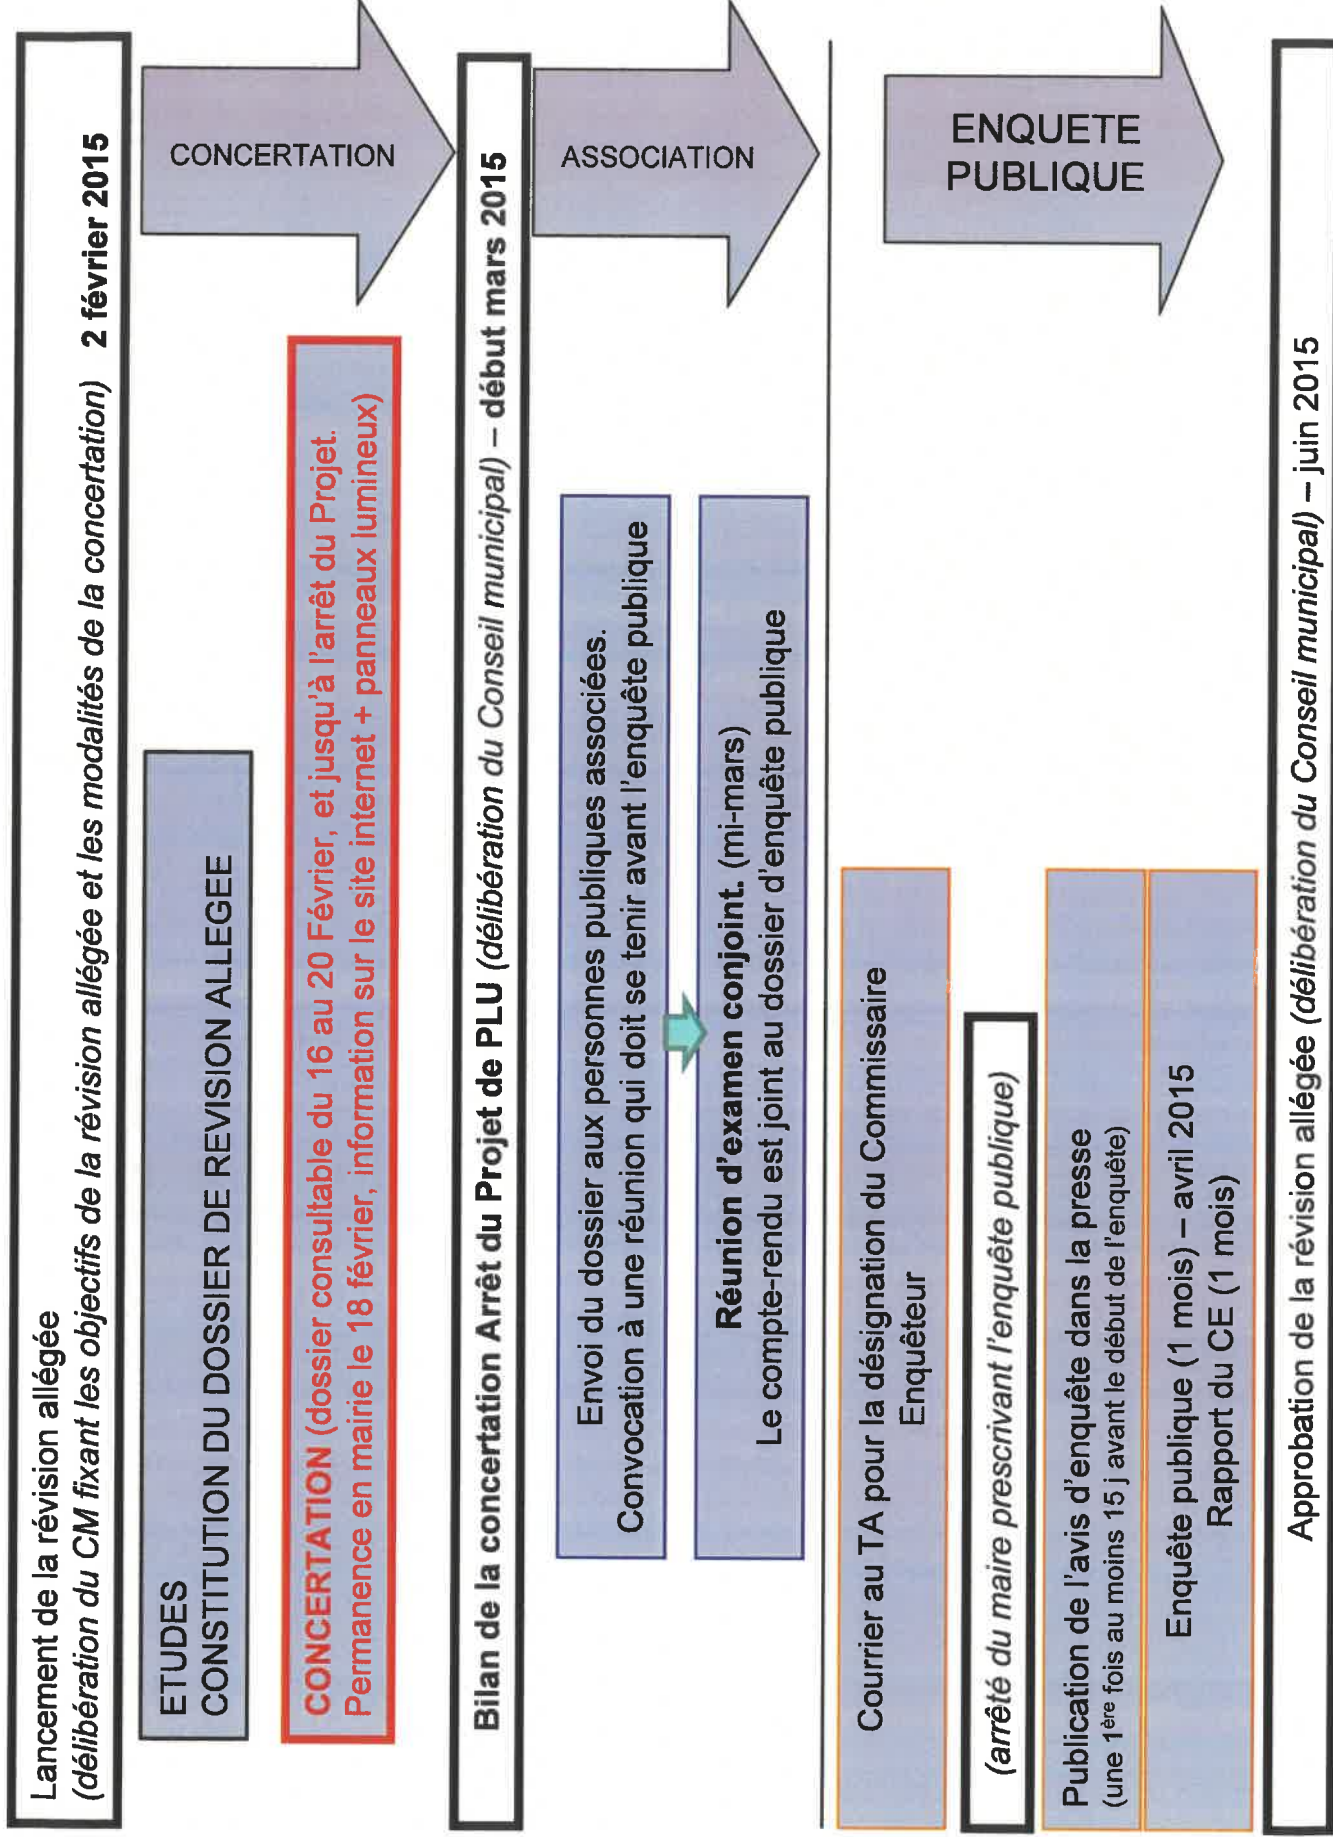 Lancement de la révision allégée
(délibération du CM fixant les objectifs de la révision allégée et les modalités de la concertation) 2 février 2015
ETUDES
CONSTITUTION DU DOSSIER DE REVISION ALLEGEE
CONCERTATION
CONCERTATION (dossier consultable du 16 au 20 Février, et jusqu'à l'arrêt du Projet.
Permanence en mairie le 18 février, information sur le site internet + panneaux lumineux)
Bilan de la concertation Arrêt du Projet de PLU (délibération du Conseil municipal) – début mars 2015
Envoi du dossier aux personnes publiques associées.
Convocation à une réunion qui doit se tenir avant l'enquête publique
ASSOCIATION
Réunion d'examen conjoint. (mi-mars)
Le compte-rendu est joint au dossier d'enquête publique
Courrier au TA pour la désignation du Commissaire
Enquêteur
ENQUETE
PUBLIQUE
(arrêté du maire prescrivant l'enquête publique)
Publication de l'avis d'enquête dans la presse
(une 1ère fois au moins 15 j avant le début de l'enquête)
Enquête publique (1 mois) – avril 2015
Rapport du CE (1 mois)
Approbation de la révision allégée (délibération du Conseil municipal) – juin 2015